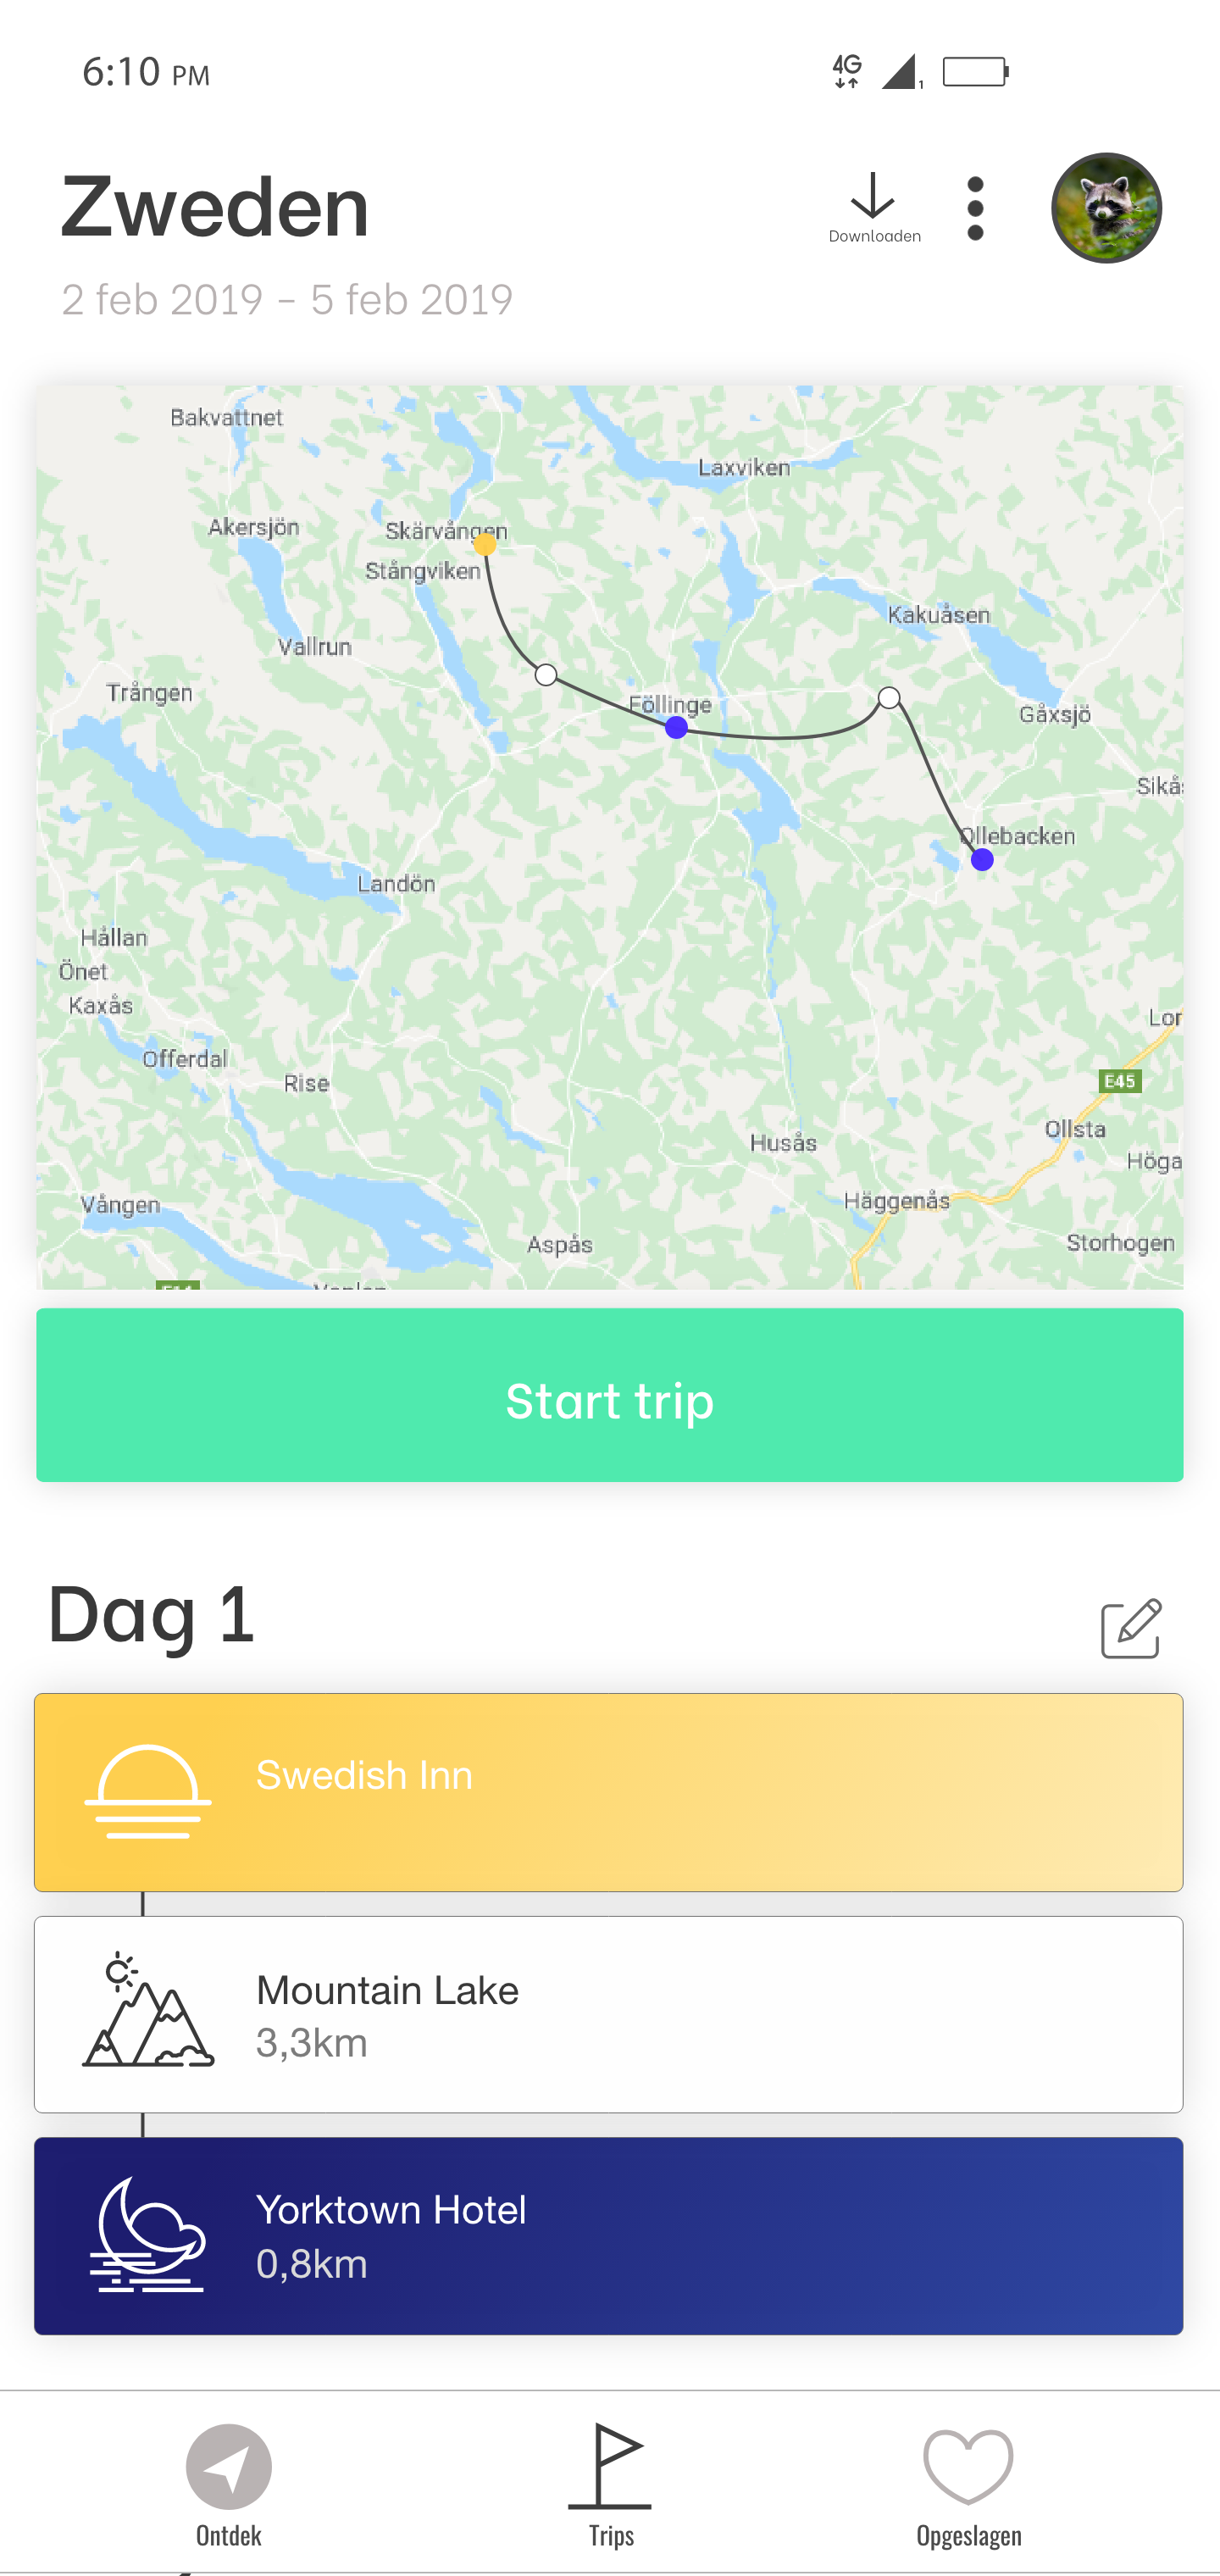 6:10 PM
4G
1
Zweden
Downloaden
2 feb 2019 - 5 feb 2019
Bakvattnet
Laxviken
Akersjön
Skärvången
Stångviken
Kakuåsen
Vallrun
Trången
Föllinge
Gåxsjö
Sikås
Ollebacken
Landön
Hållan
Önet
Kaxås
Lor
Offerdal
E45
Rise
Ollsta
Husås
Höga
Vången
Häggenås
Aspås
Storhogen
Start trip
Dag 1
Swedish Inn
Mountain Lake
3,3km
Yorktown Hotel
0,8km
Ontdek
Trips
Opgeslagen